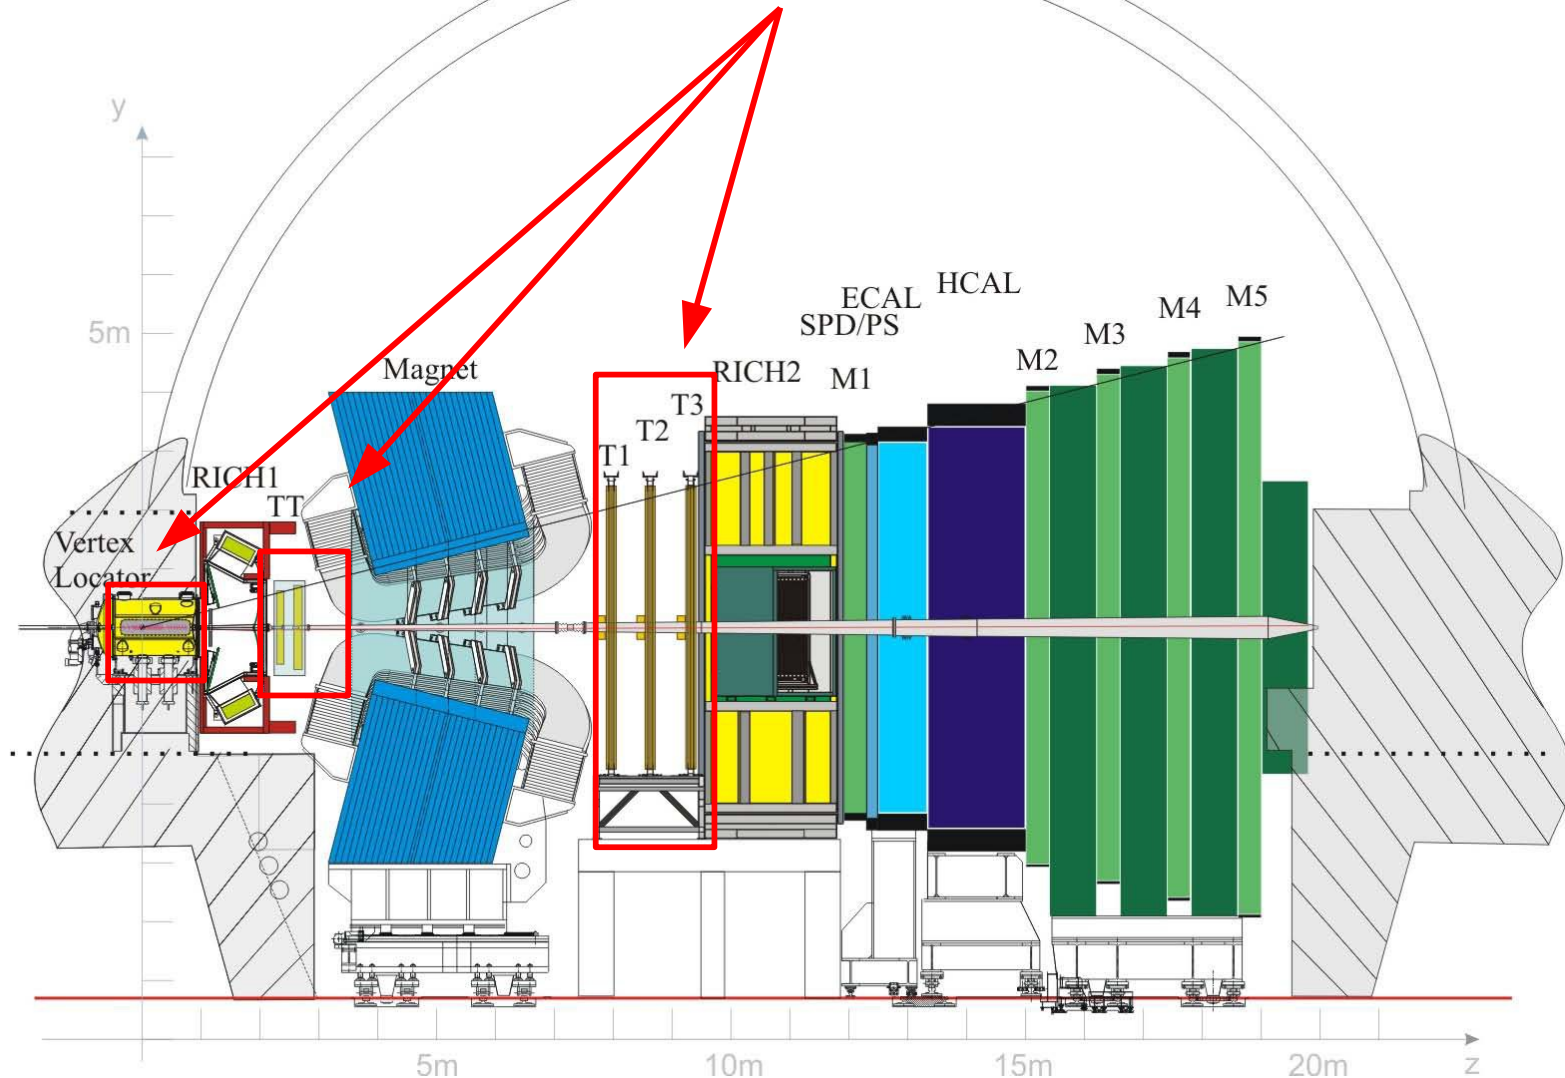 y
5m
Vertex
Locator
RICH1
TT
Magnet
T1
T2
T3
RICH2
M1
SPD/PS
ECAL
HCAL
M2
M3
M4
M5
5m
10m
15m
20m
z